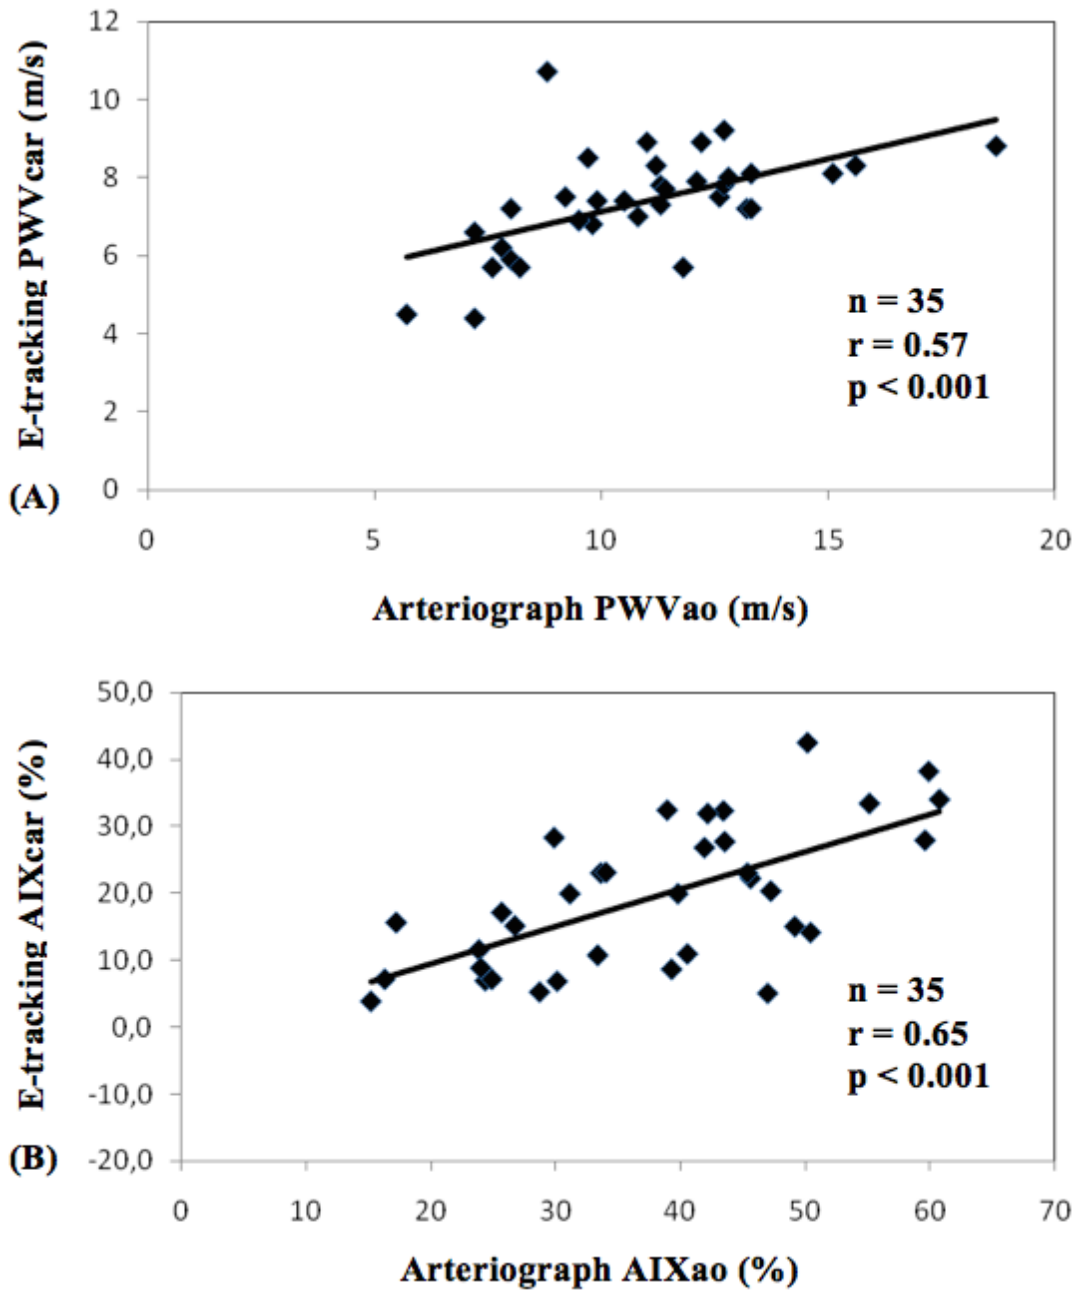 12
10
8
6
4
2
0
E-tracking PWVcar (m/s)
n = 35
r = 0.57
p < 0.001
(A)
0 5 10 15 20
Arteriograph PWVao (m/s)
50,0
40,0
30,0
20,0
10,0
0,0
-10,0
-20,0
E-tracking AIXcar (%)
n = 35
r = 0.65
p < 0.001
(B)
0 10 20 30 40 50 60 70
Arteriograph AIXao (%)